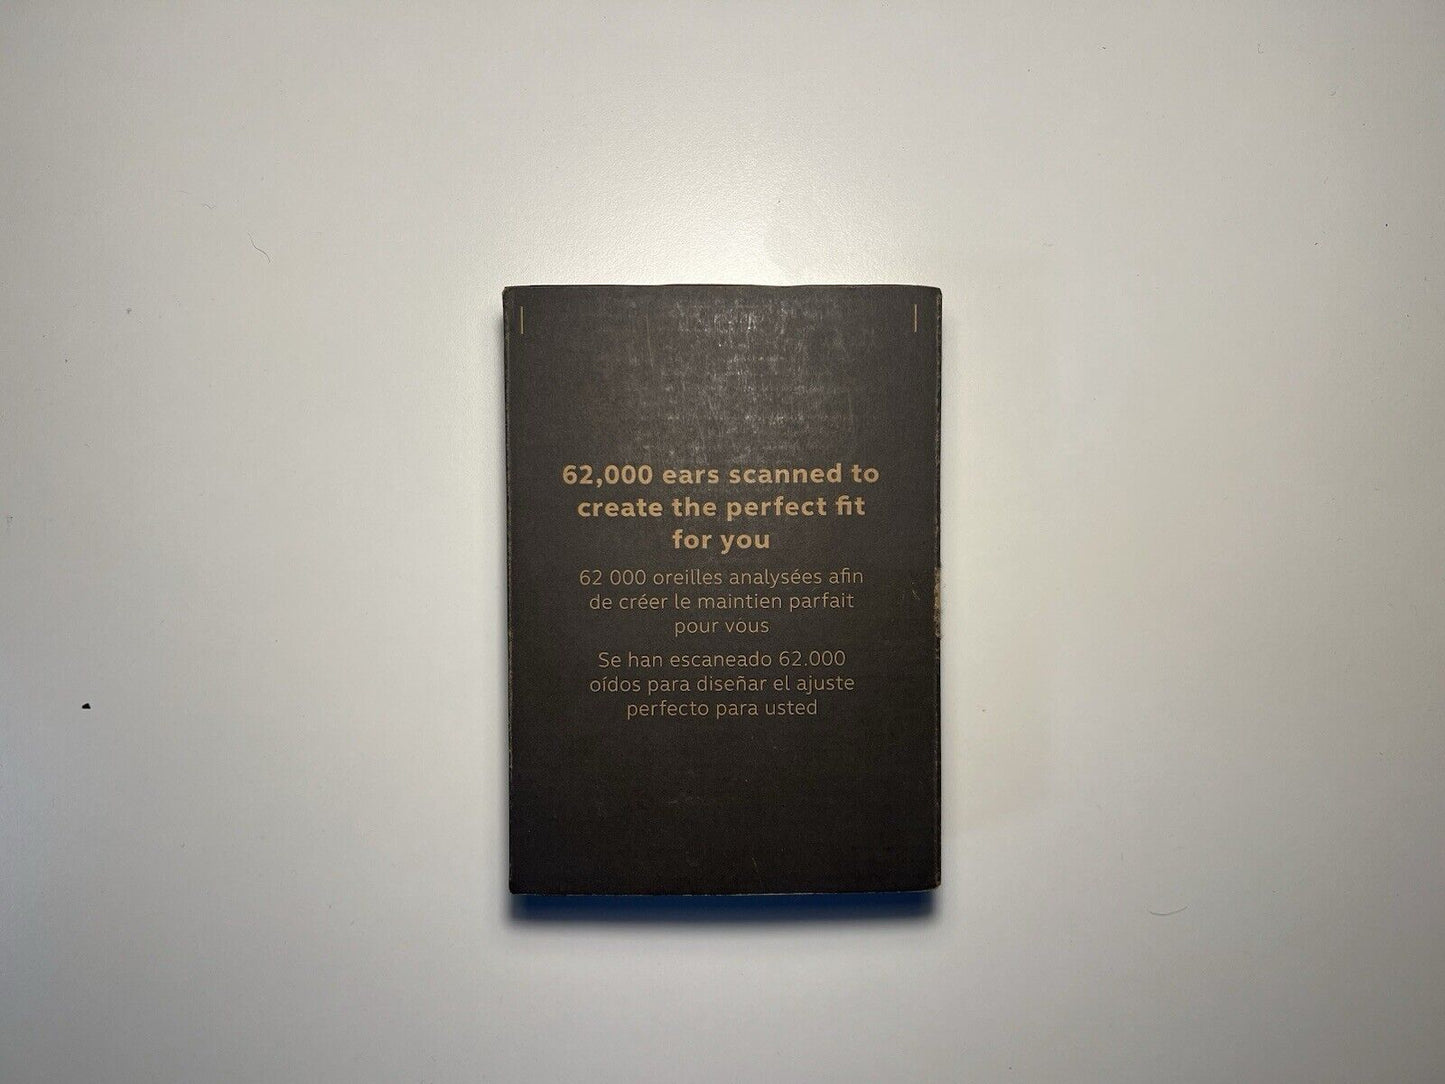 62,000 ears scanned to
create the perfect fit
for you
62 000 oreilles analysées afin
de créer le maintien parfait
pour vous
Se han escaneado 62.000
oídos para diseñar el ajuste
perfecto para usted